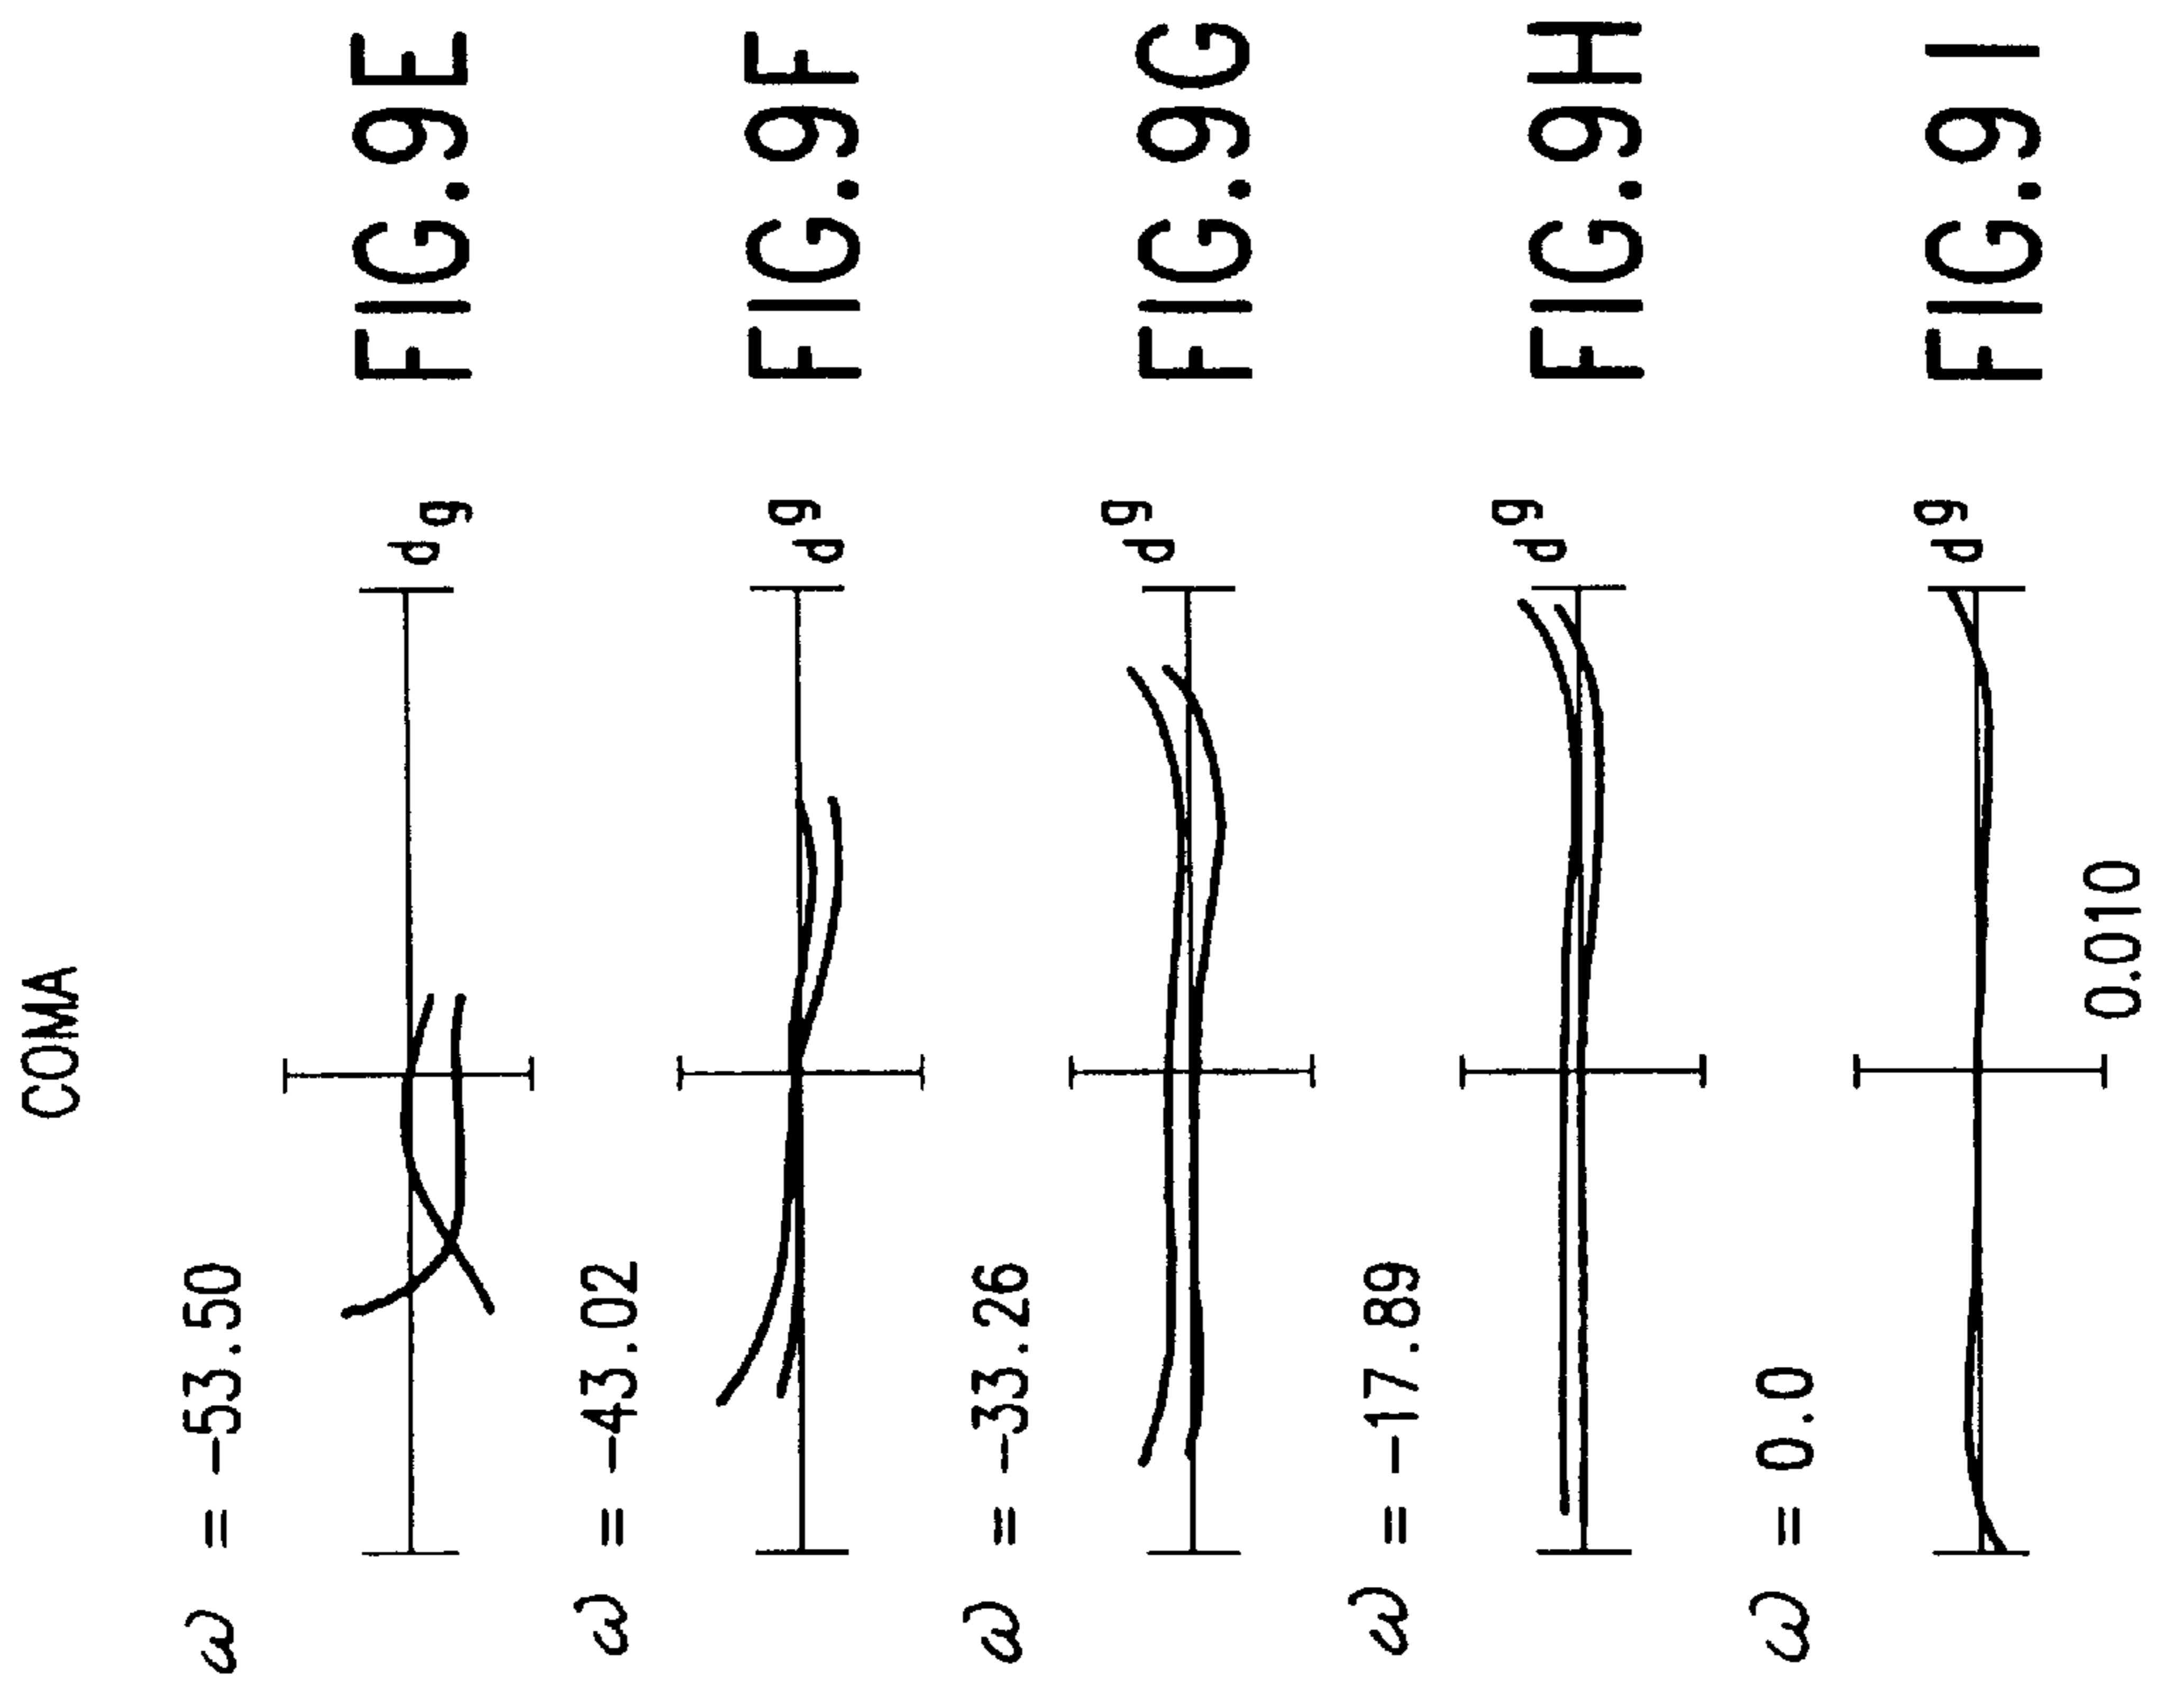 COMA
ω = -53.50
d g
FIG.9E
ω = -43.02
d g
FIG.9F
ω = -33.26
d g
FIG.9G
ω = -17.89
d g
FIG.9H
ω = 0.0
d g
FIG.9I
0.010